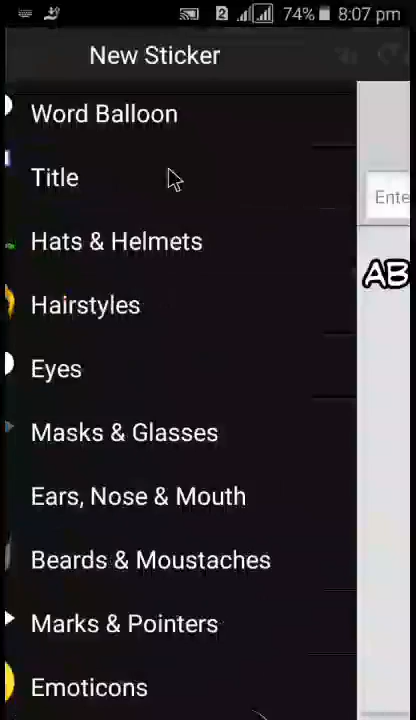 2 74% 8:07 pm
New Sticker
Word Balloon
Title
Hats & Helmets
Hairstyles
Eyes
Masks & Glasses
Ears, Nose & Mouth
Beards & Moustaches
Marks & Pointers
Emoticons
Ente
AB